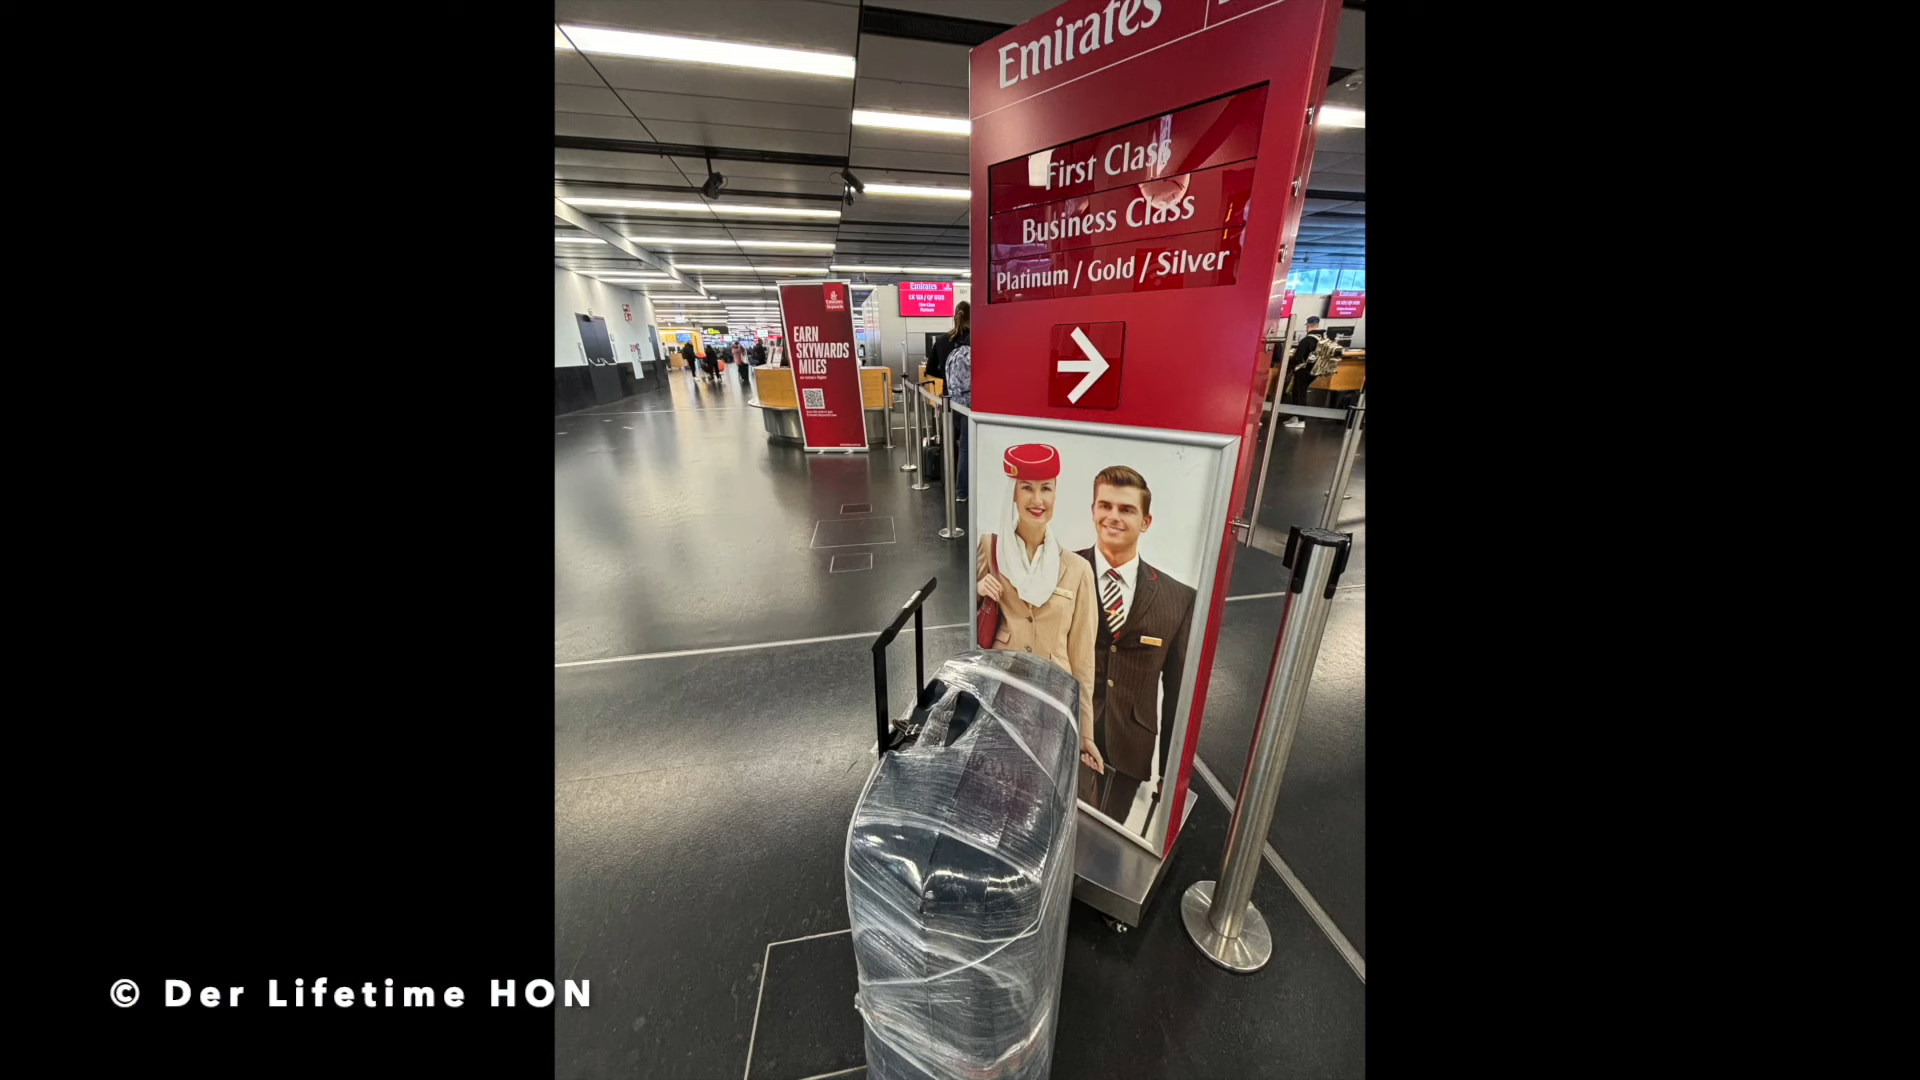 Emirates
First Class
Business Class
Platinum / Gold / Silver
EARN
SKYWARDS
MILES
Emirates
© Der Lifetime HON